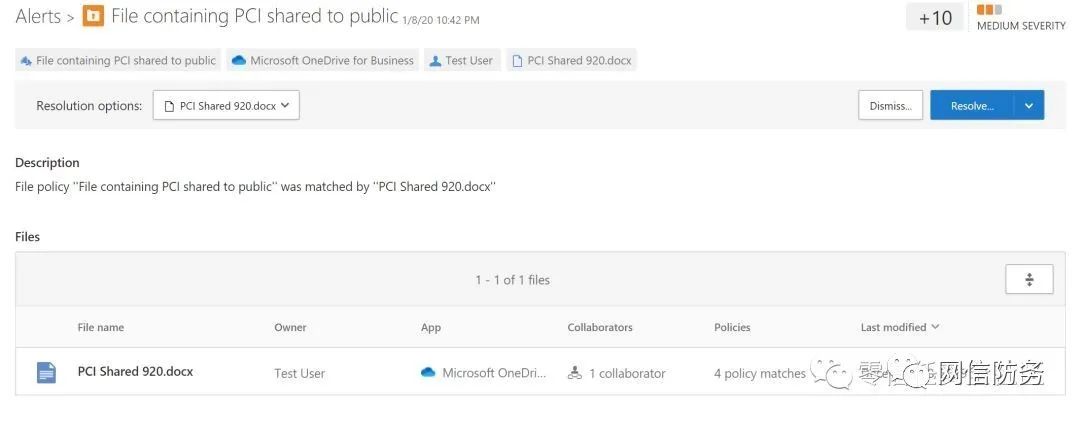 Alerts > File containing PCI shared to public 1/8/20 10:42 PM
+10
MEDIUM SEVERITY
File containing PCI shared to public Microsoft OneDrive for Business Test User PCI Shared 920.docx
Resolution options: PCI Shared 920.docx Dismiss... Resolve...
Description
File policy "File containing PCI shared to public" was matched by "PCI Shared 920.docx"
Files
1 - 1 of 1 files
File name Owner App Collaborators Policies Last modified
PCI Shared 920.docx Test User Microsoft OneDri... 1 collaborator 4 policy matches
网信防务